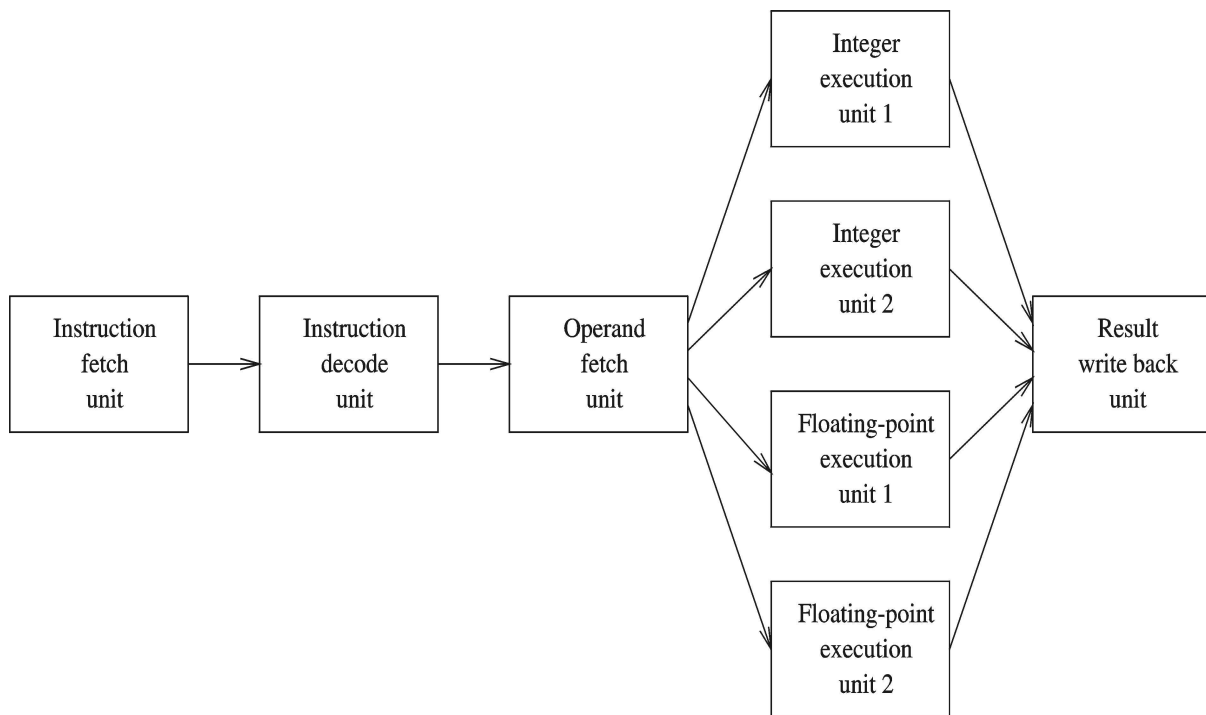 Integer
execution
unit 1
Integer
execution
unit 2
Instruction
fetch
unit
Instruction
decode
unit
Operand
fetch
unit
Floating-point
execution
unit 1
Floating-point
execution
unit 2
Result
write back
unit